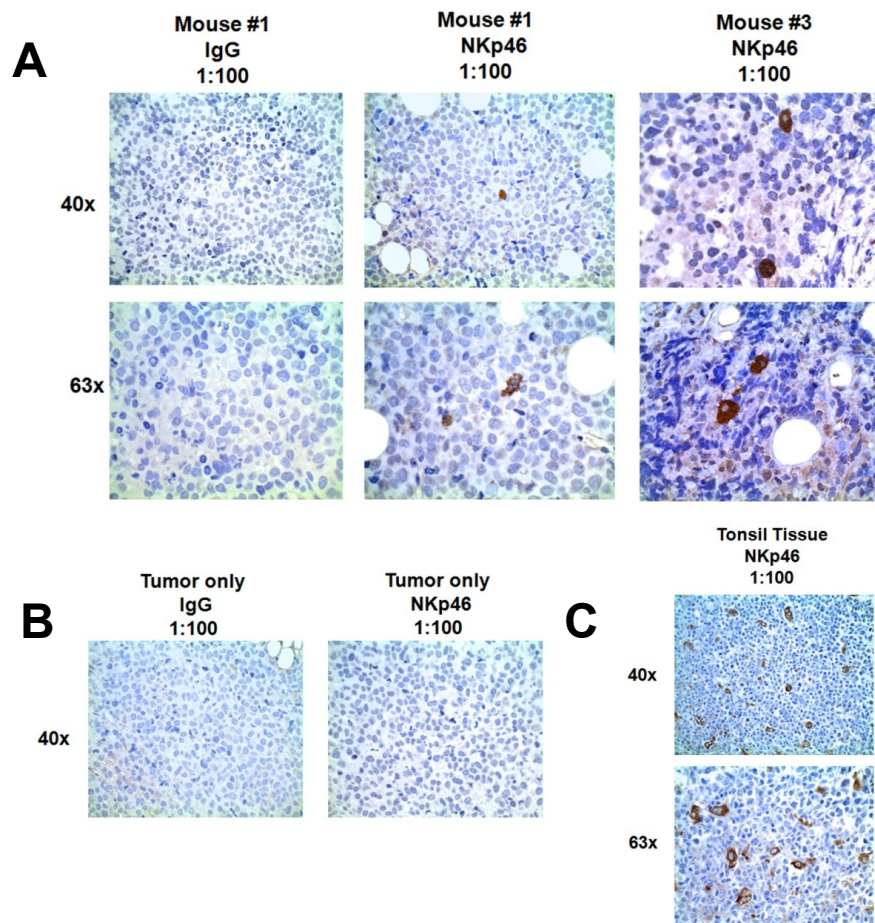 A
Mouse #1
IgG
1:100
Mouse #1
NKp46
1:100
Mouse #3
NKp46
1:100
40x
63x
B
Tumor only
IgG
1:100
Tumor only
NKp46
1:100
40x
C
Tonsil Tissue
NKp46
1:100
40x
63x